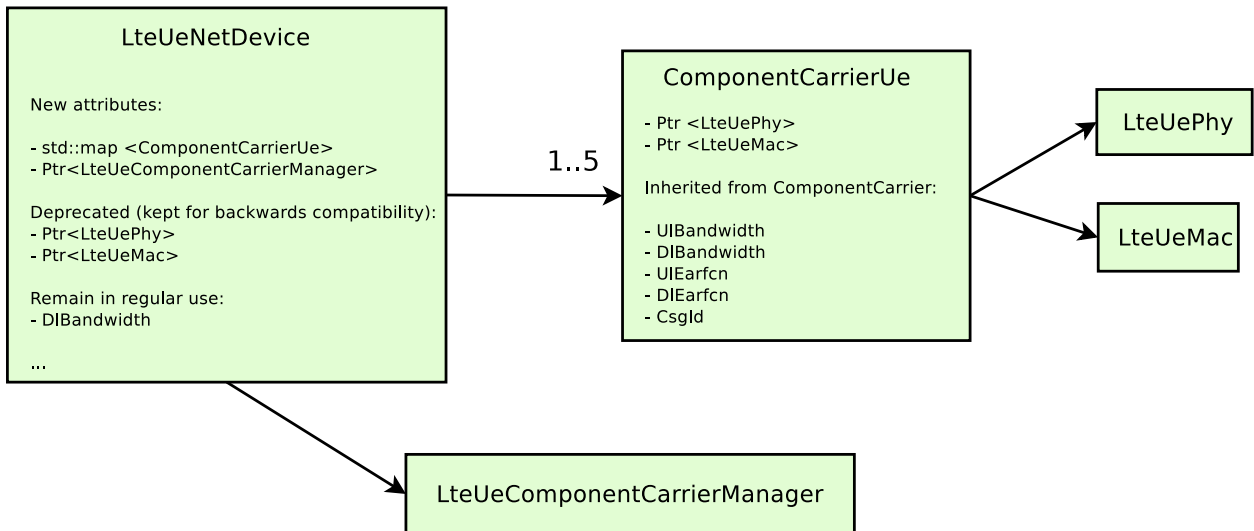 LteUeNetDevice
New attributes:
- std::map <ComponentCarrierUe>
- Ptr<LteUeComponentCarrierManager>
Deprecated (kept for backwards compatibility):
- Ptr<LteUePhy>
- Ptr<LteUeMac>
Remain in regular use:
- DlBandwidth
...
1..5
ComponentCarrierUe
- Ptr <LteUePhy>
- Ptr <LteUeMac>
Inherited from ComponentCarrier:
- UlBandwidth
- DlBandwidth
- UlEarfcn
- DlEarfcn
- CsgId
LteUePhy
LteUeMac
LteUeComponentCarrierManager